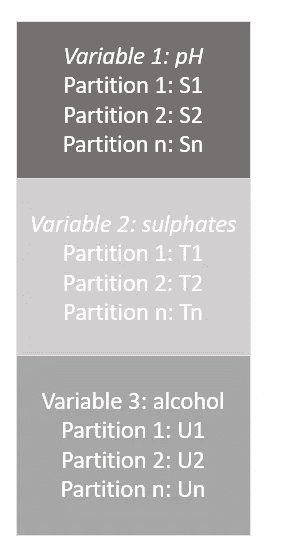 Variable 1: pH
Partition 1: S1
Partition 2: S2
Partition n: Sn
Variable 2: sulphates
Partition 1: T1
Partition 2: T2
Partition n: Tn
Variable 3: alcohol
Partition 1: U1
Partition 2: U2
Partition n: Un